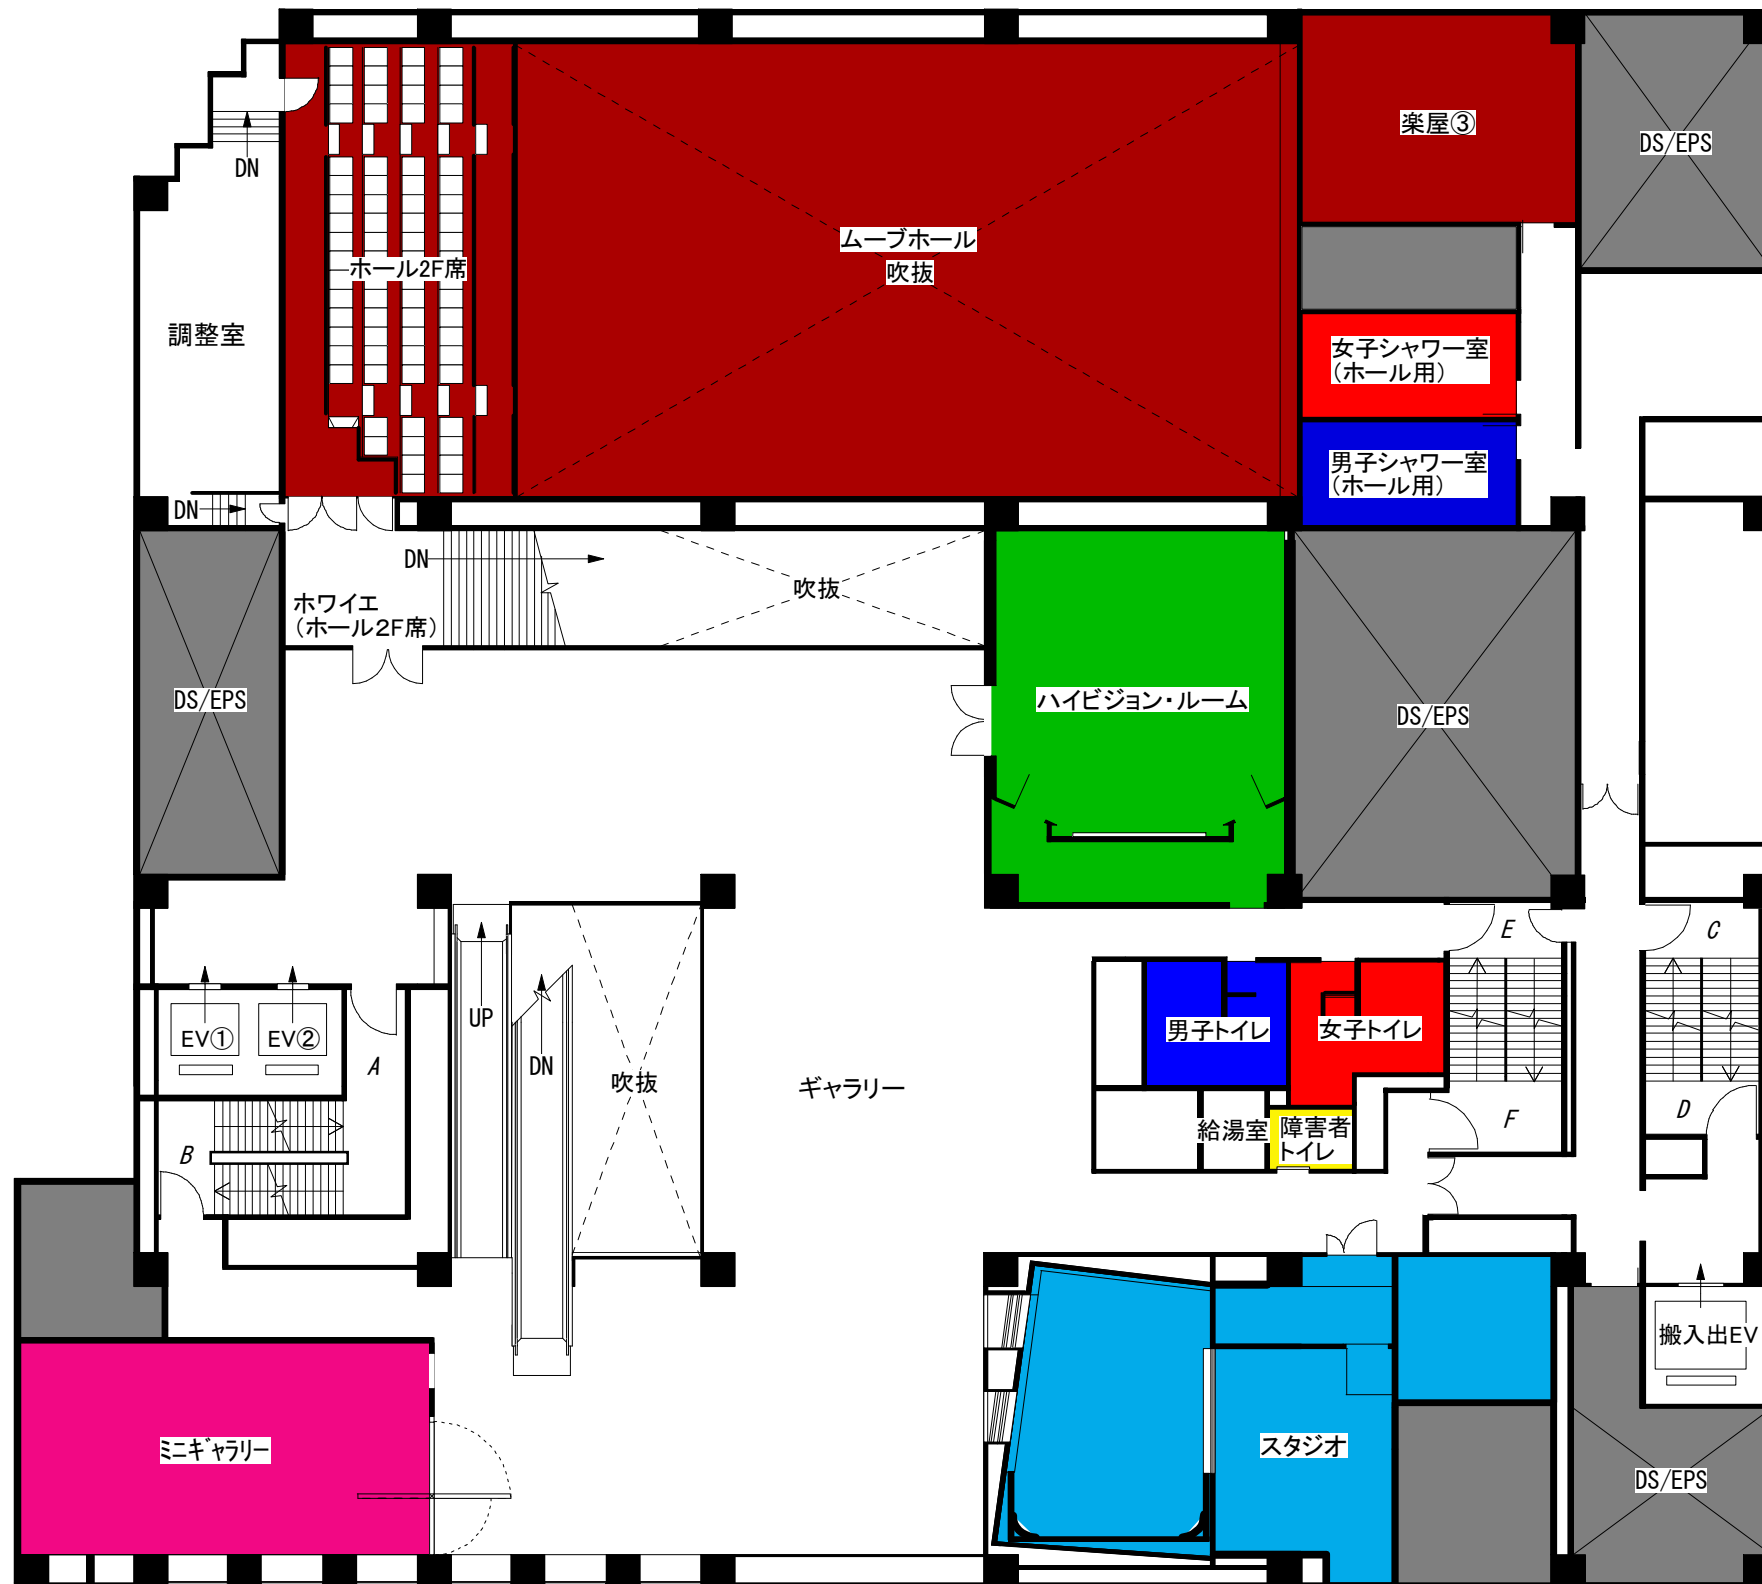 楽屋③
DS/EPS
DN
ムーブホール
吹抜
ホール2F席
調整室
女子シャワー室
(ホール用)
男子シャワー室
(ホール用)
DN
DN
吹抜
ホワイエ
(ホール2F席)
DS/EPS
ハイビジョン・ルーム
DS/EPS
E
C
UP
EV①
EV②
A
DN
吹抜
ギャラリー
男子トイレ
女子トイレ
B
給湯室
障害者
トイレ
F
D
搬入出EV
ミニギャラリー
スタジオ
DS/EPS